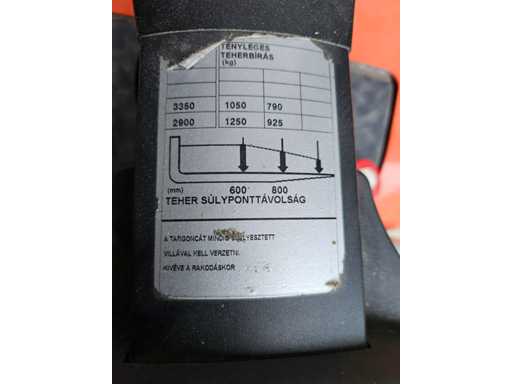 TÉNYLEGES
TEHERBÍRÁS
(kg)
3350 1050 790
2900 1250 925
(mm) 600 800
TEHER SÚLYPONTTÁVOLSÁG
A TARGONCÁT MINDIG
VILLÁVAL KELL VEZETNI.
KIVÉVE A RAKODÁSKOR